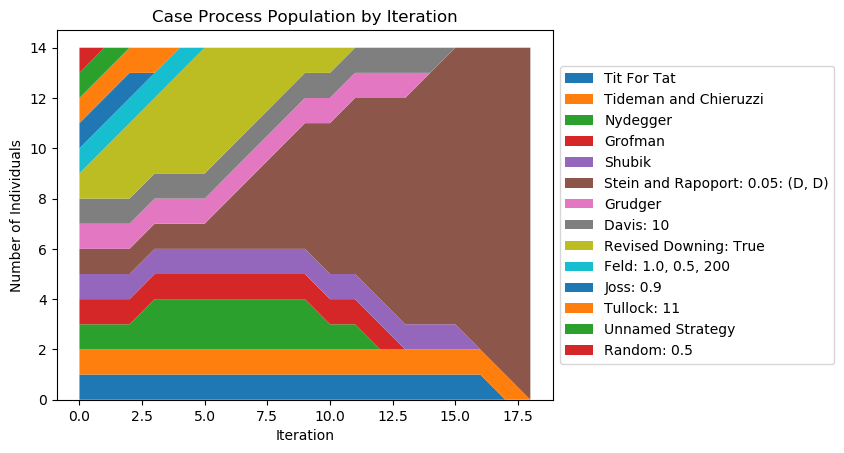 Case Process Population by Iteration
Number of Individuals
14
12
10
8
6
4
2
0
0.0 2.5 5.0 7.5 10.0 12.5 15.0 17.5
Iteration
Tit For Tat
Tideman and Chieruzzi
Nydegger
Grofman
Shubik
Stein and Rapoport: 0.05: (D, D)
Grudger
Davis: 10
Revised Downing: True
Feld: 1.0, 0.5, 200
Joss: 0.9
Tullock: 11
Unnamed Strategy
Random: 0.5